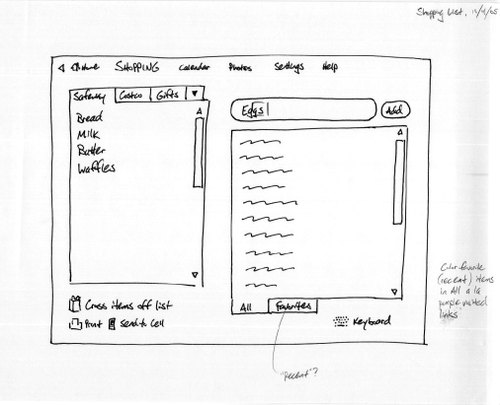 Shopping List, 12/4/05
Home SHOPPING Calendar Photos Settings Help
Safeway Costco Gifts
Bread
Milk
Butter
Waffles
Eggs Add
All Favorites
Cross items off list
Print Send to Cell
Keyboard
"recent"?
Color favorite
(recent) items
in All a la
purple visited
links